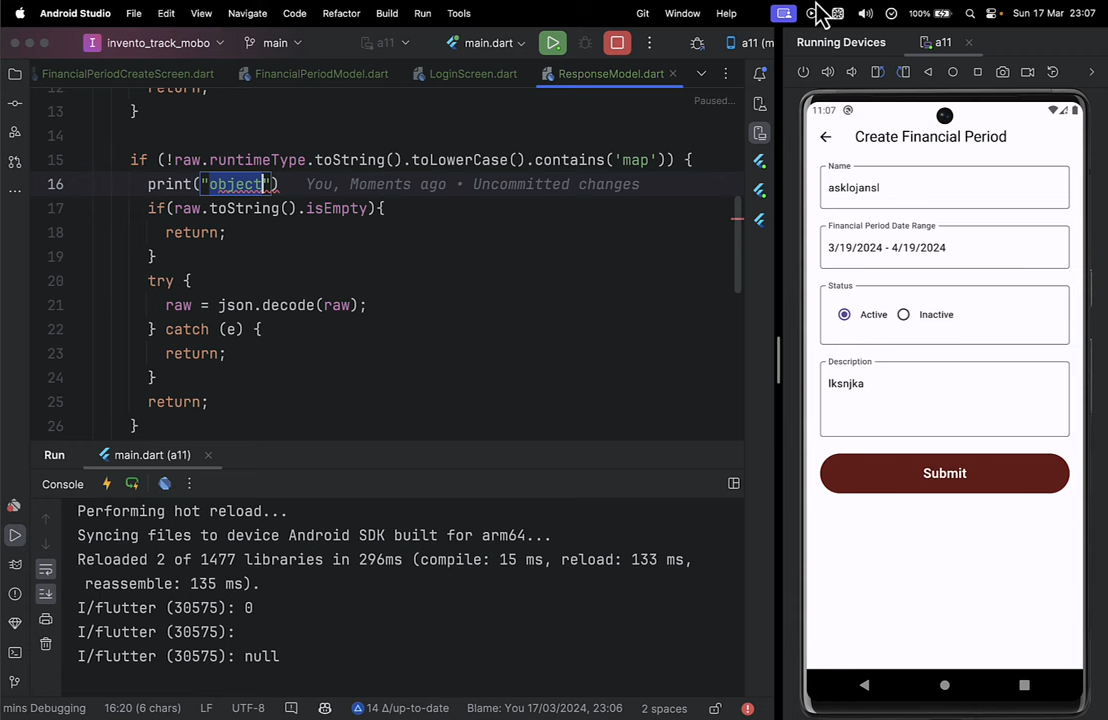 Android Studio File Edit View Navigate Code Refactor Build Run Tools Git Window Help 100% Sun 17 Mar 23:07
I invento_track_mobo main a11 main.dart a11 (m Running Devices a11
FinancialPeriodCreateScreen.dart FinancialPeriodModel.dart LoginScreen.dart ResponseModel.dart
12 return;
13 }
Paused...
14
15 if (!raw.runtimeType.toString().toLowerCase().contains('map')) {
16 print("object") You, Moments ago • Uncommitted changes
17 if(raw.toString().isEmpty){
18 return;
19 }
20 try {
21 raw = json.decode(raw);
22 } catch (e) {
23 return;
24 }
25 return;
26 }
Run main.dart (a11)
Console
Performing hot reload...
Syncing files to device Android SDK built for arm64...
Reloaded 2 of 1477 libraries in 296ms (compile: 15 ms, reload: 133 ms,
reassemble: 135 ms).
I/flutter (30575): 0
I/flutter (30575):
I/flutter (30575): null
mins Debugging 16:20 (6 chars) LF UTF-8 14 Δ/up-to-date Blame: You 17/03/2024, 23:06 2 spaces
11:07
Create Financial Period
Name
asklojansl
Financial Period Date Range
3/19/2024 - 4/19/2024
Status
Active Inactive
Description
lksnjka
Submit